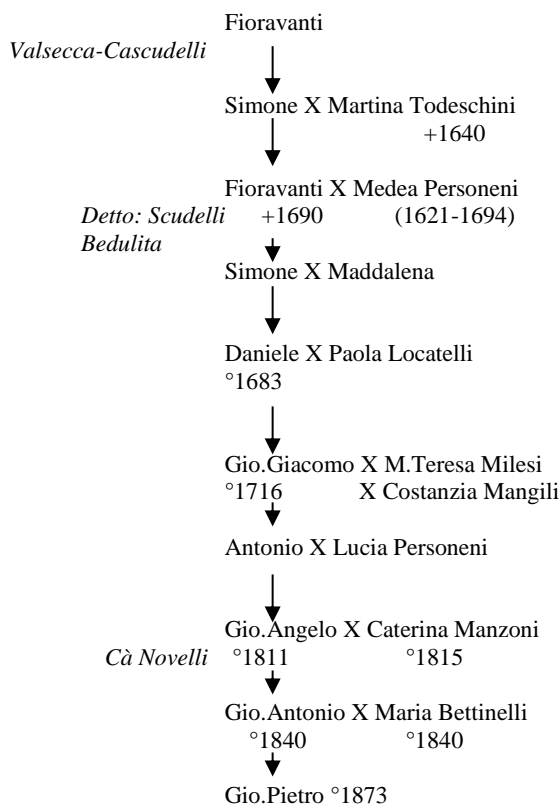 Fioravanti
Valsecca-Cascudelli
Simone X Martina Todeschini
+1640
Fioravanti X Medea Personeni
Detto: Scudelli +1690 (1621-1694)
Bedulita
Simone X Maddalena
Daniele X Paola Locatelli
°1683
Gio.Giacomo X M.Teresa Milesi
°1716 X Costanzia Mangili
Antonio X Lucia Personeni
Gio.Angelo X Caterina Manzoni
Cà Novelli °1811 °1815
Gio.Antonio X Maria Bettinelli
°1840 °1840
Gio.Pietro °1873